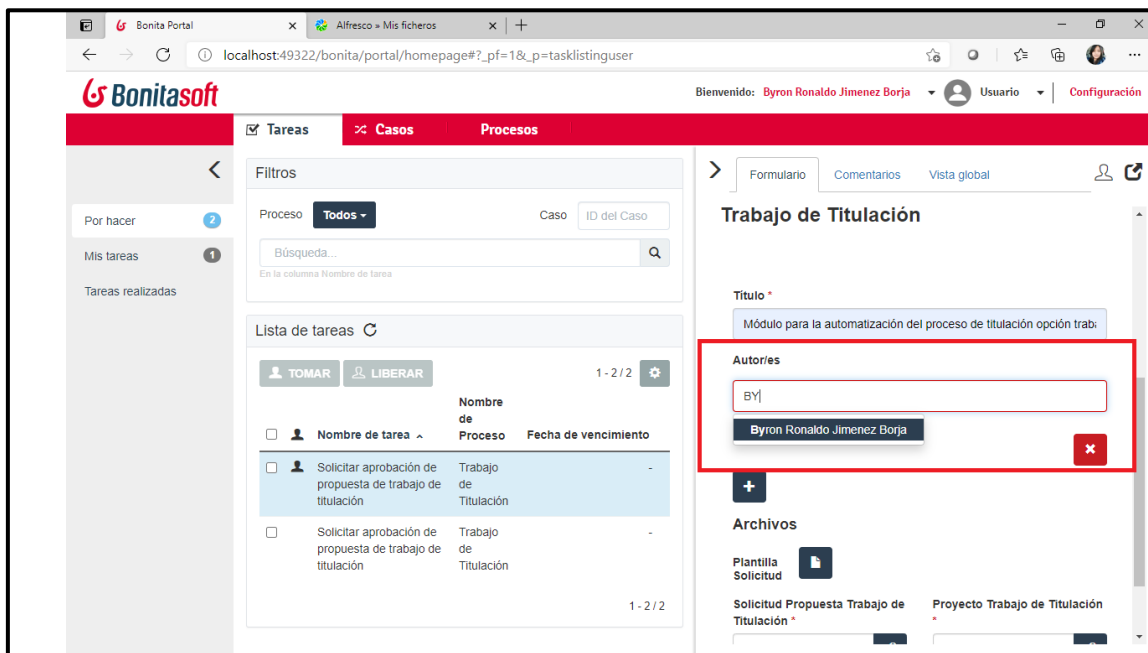 Bonita Portal
Alfresco » Mis ficheros
localhost:49322/bonita/portal/homepage#?_pf=1&_p=tasklistinguser
Bonitasoft
Bienvenido: Byron Ronaldo Jimenez Borja
Usuario
Configuración
Tareas
Casos
Procesos
Por hacer 2
Mis tareas 1
Tareas realizadas
Filtros
Proceso Todos
Caso ID del Caso
Búsqueda...
En la columna Nombre de tarea
Lista de tareas
TOMAR
LIBERAR
1 - 2 / 2
Nombre de tarea
Nombre
de
Proceso
Fecha de vencimiento
Solicitar aprobación de
propuesta de trabajo de
titulación
Trabajo
de
Titulación
-
Solicitar aprobación de
propuesta de trabajo de
titulación
Trabajo
de
Titulación
-
1 - 2 / 2
Formulario
Comentarios
Vista global
Trabajo de Titulación
Título *
Módulo para la automatización del proceso de titulación opción traba
Autor/es
BY
Byron Ronaldo Jimenez Borja
Archivos
Plantilla
Solicitud
Solicitud Propuesta Trabajo de
Titulación *
Proyecto Trabajo de Titulación
*